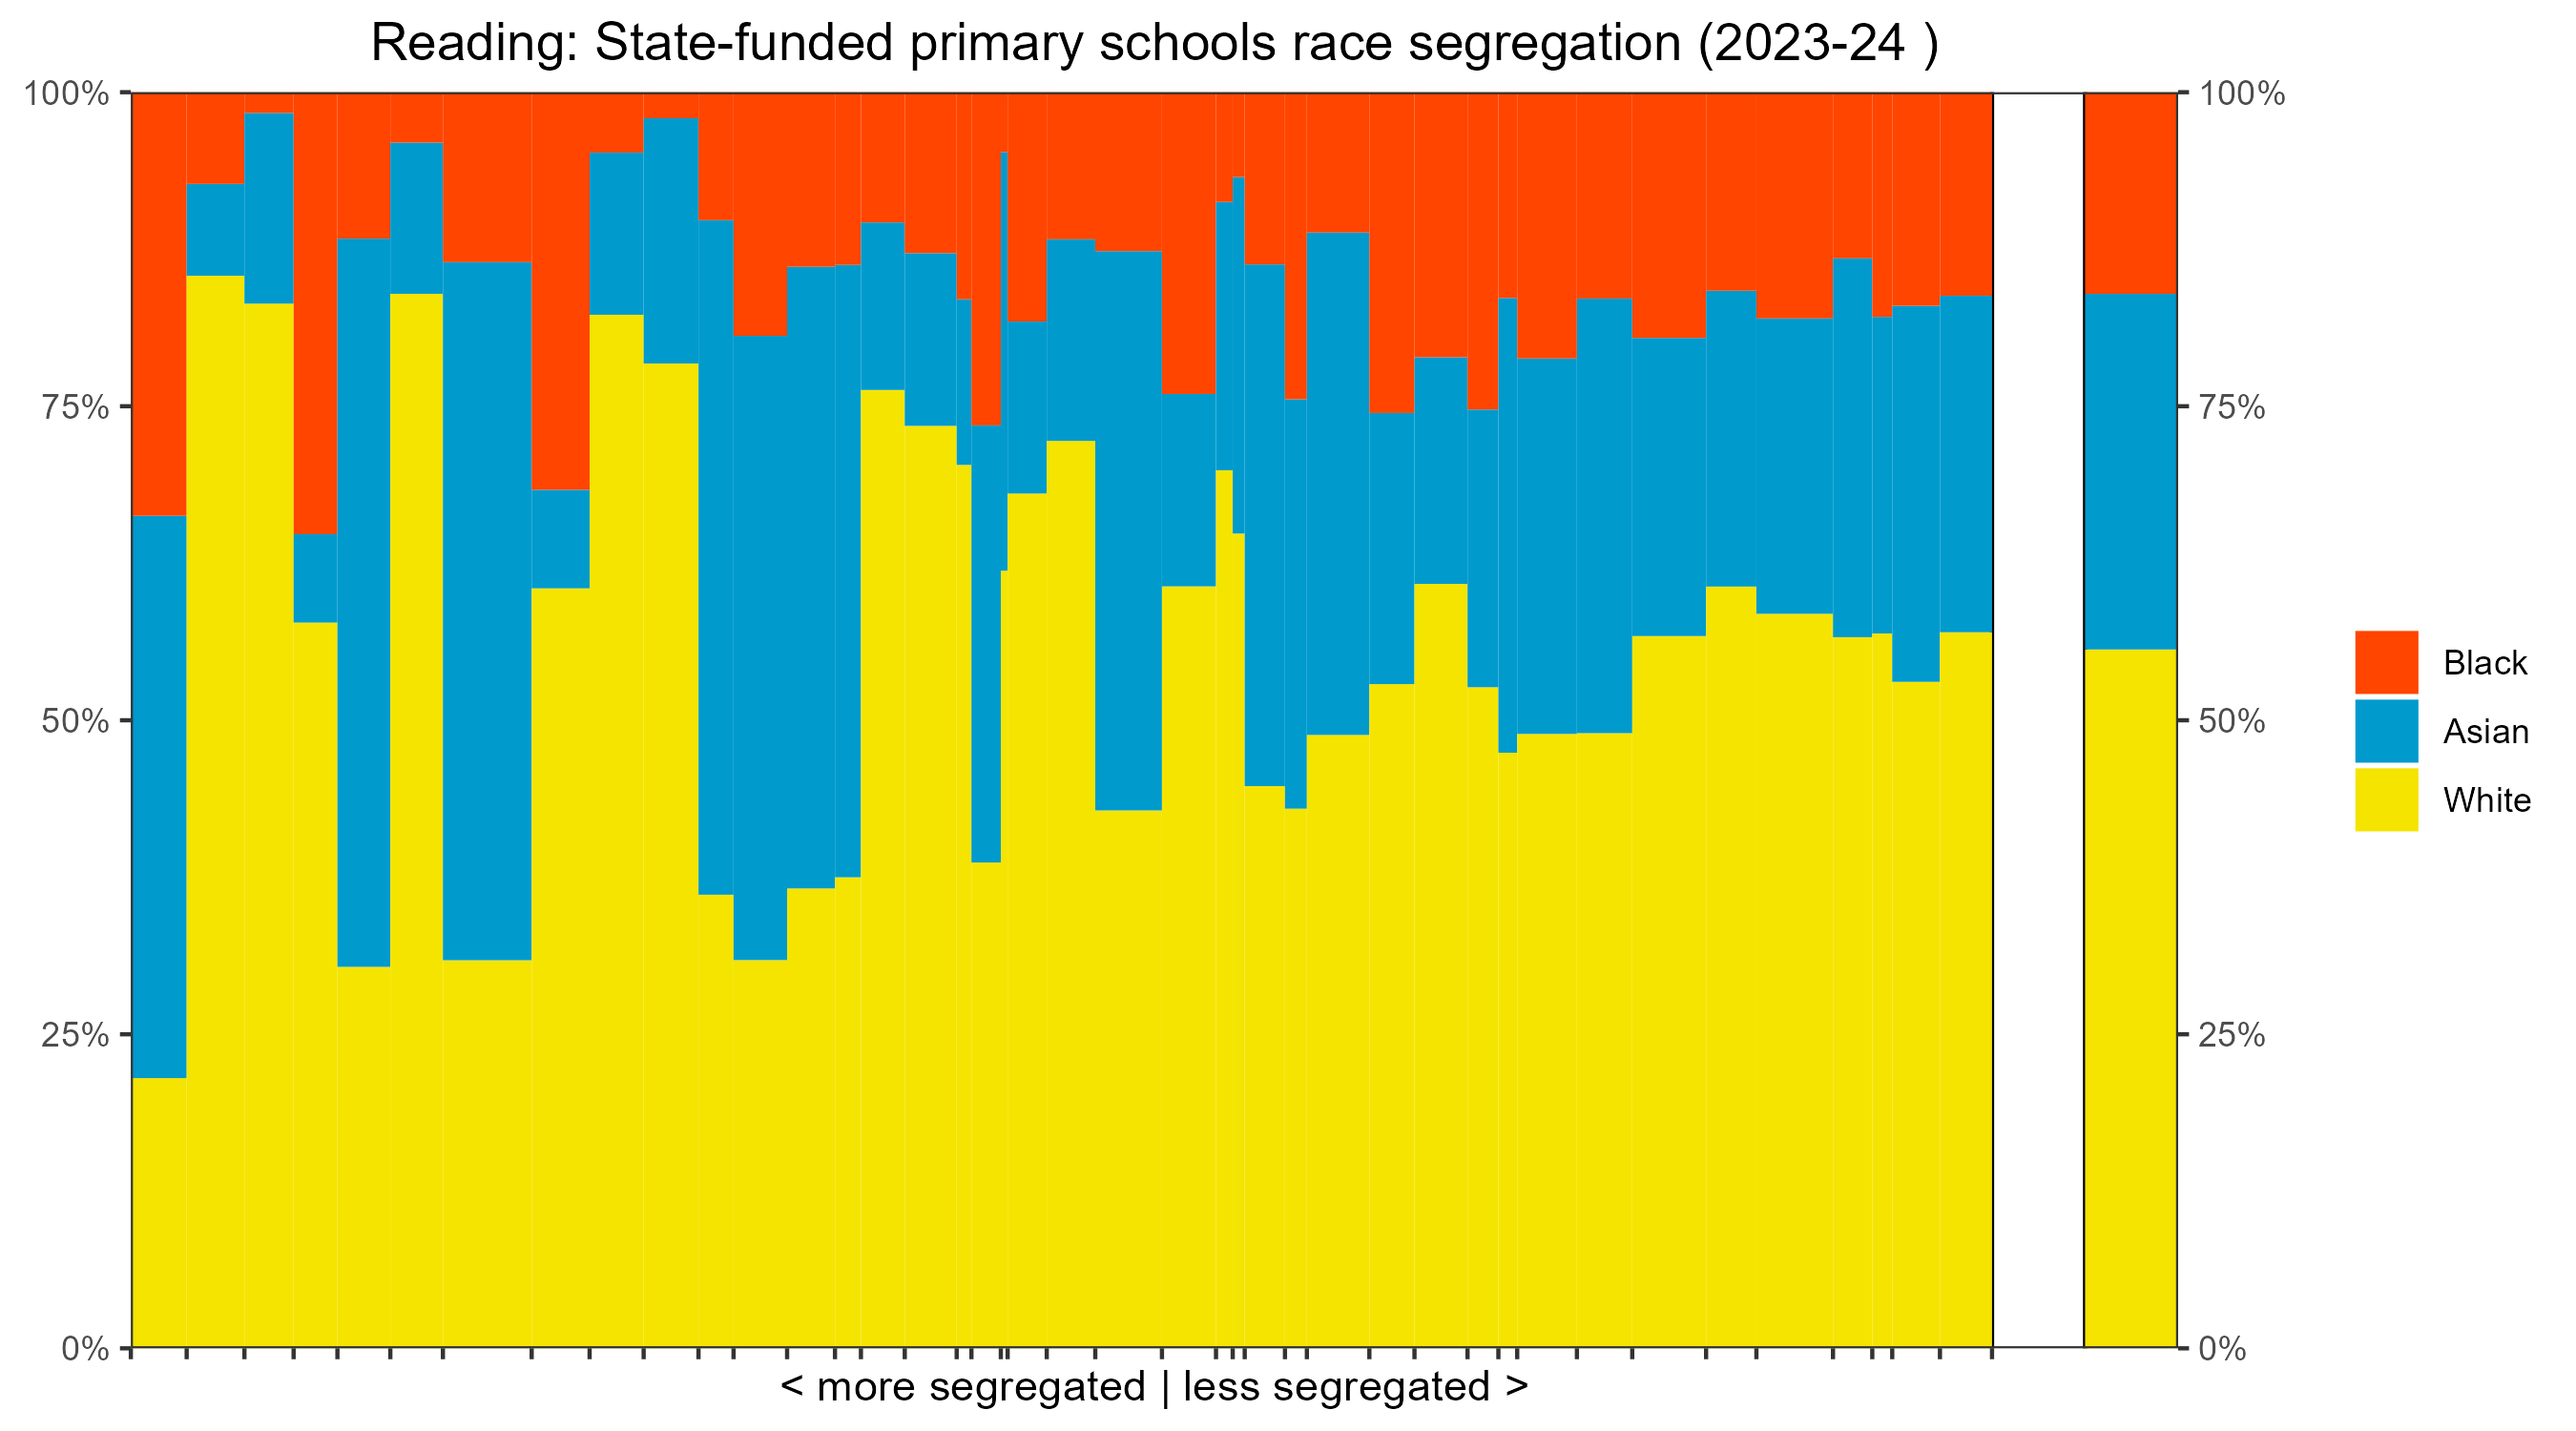 Reading: State-funded primary schools race segregation (2023-24 )
100%
75%
50%
25%
0%
100%
75%
50%
25%
0%
Black
Asian
White
< more segregated | less segregated >